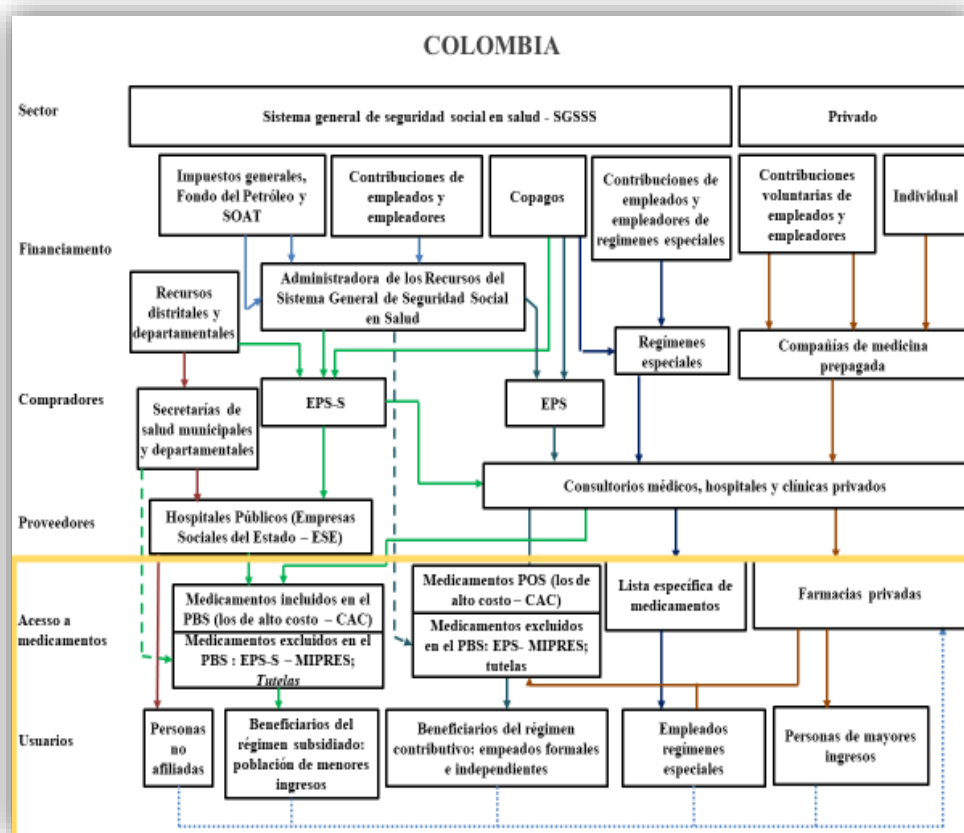 COLOMBIA
Sector
Sistema general de seguridad social en salud - SGSSS
Privado
Financiamento
Impuestos generales,
Fondo del Petróleo y
SOAT
Contribuciones de
empleados y
empleadores
Copagos
Contribuciones de
empleados y
empleadores de
regimenes especiales
Contribuciones
voluntarias de
empleados y
empleadores
Individual
Recursos
distritales y
departamentales
Administradora de los Recursos del
Sistema General de Seguridad Social
en Salud
Regímenes
especiales
Compañías de medicina
prepagada
Compradores
Secretarías de
salud municipales
y departamentales
EPS-S
EPS
Consultorios médicos, hospitales y clínicas privados
Proveedores
Hospitales Públicos (Empresas
Sociales del Estado – ESE)
Acesso a
medicamentos
Medicamentos incluidos en el
PBS (los de alto costo – CAC)
Medicamentos excluidos en el
PBS : EPS-S – MIPRES;
Tutelas
Medicamentos POS (los de
alto costo – CAC)
Medicamentos excluidos
en el PBS: EPS- MIPRES;
tutelas
Lista específica de
medicamentos
Farmacias privadas
Usuarios
Personas
no
afiliadas
Beneficiarios del
régimen subsidiado:
población de menores
ingresos
Beneficiarios del régimen
contributivo: empeados formales
e independientes
Empleados
regímenes
especiales
Personas de mayores
ingresos